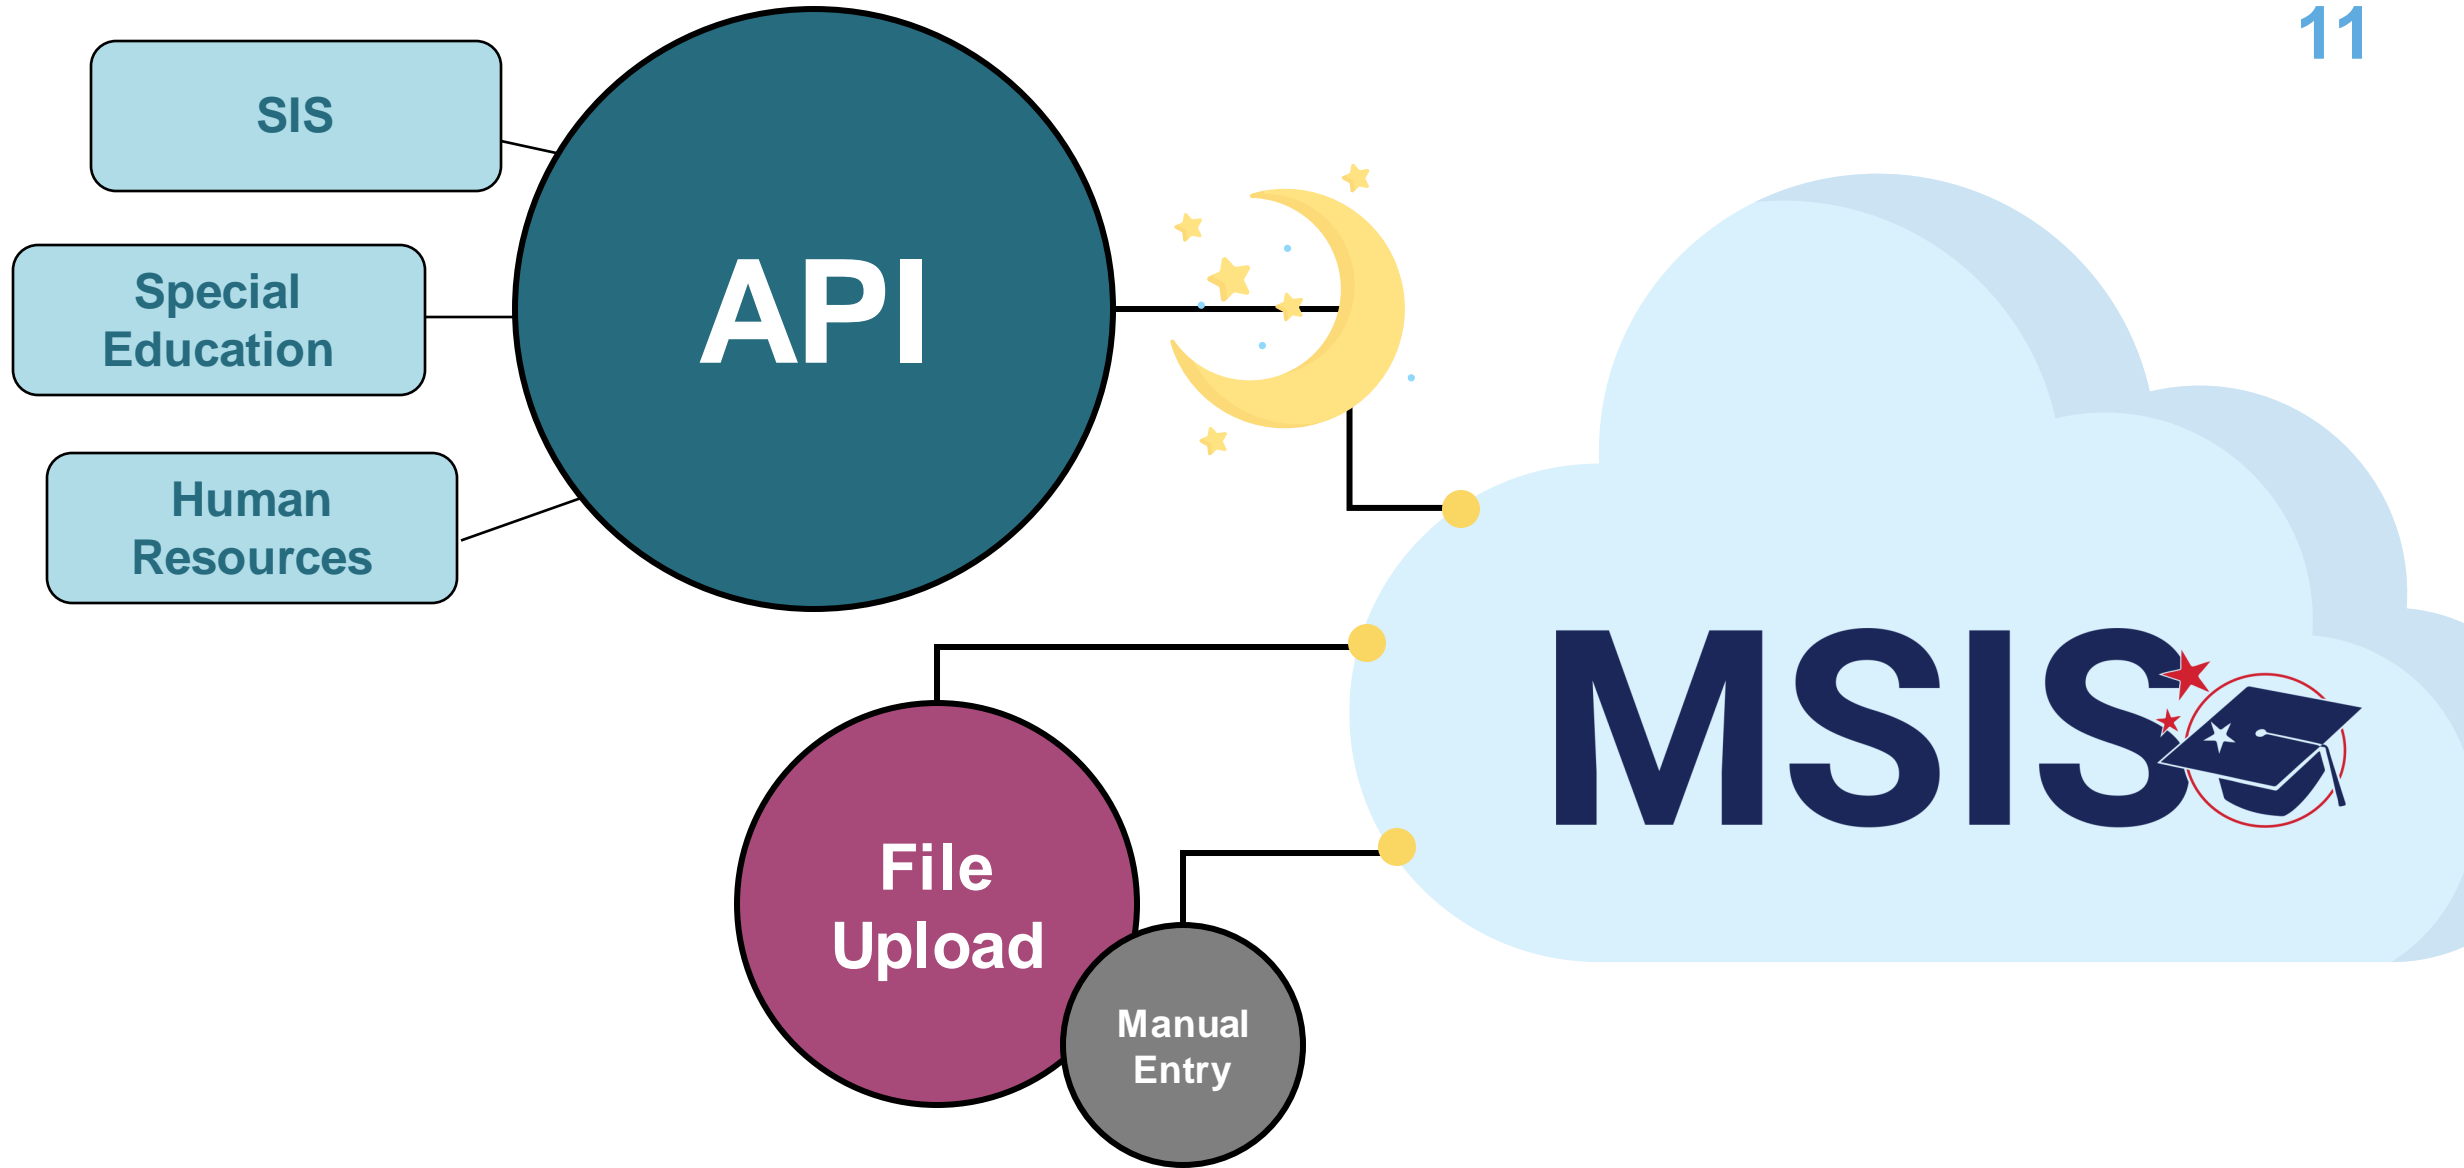 11
SIS
Special
Education
Human
Resources
API
MSIS
File
Upload
Manual
Entry